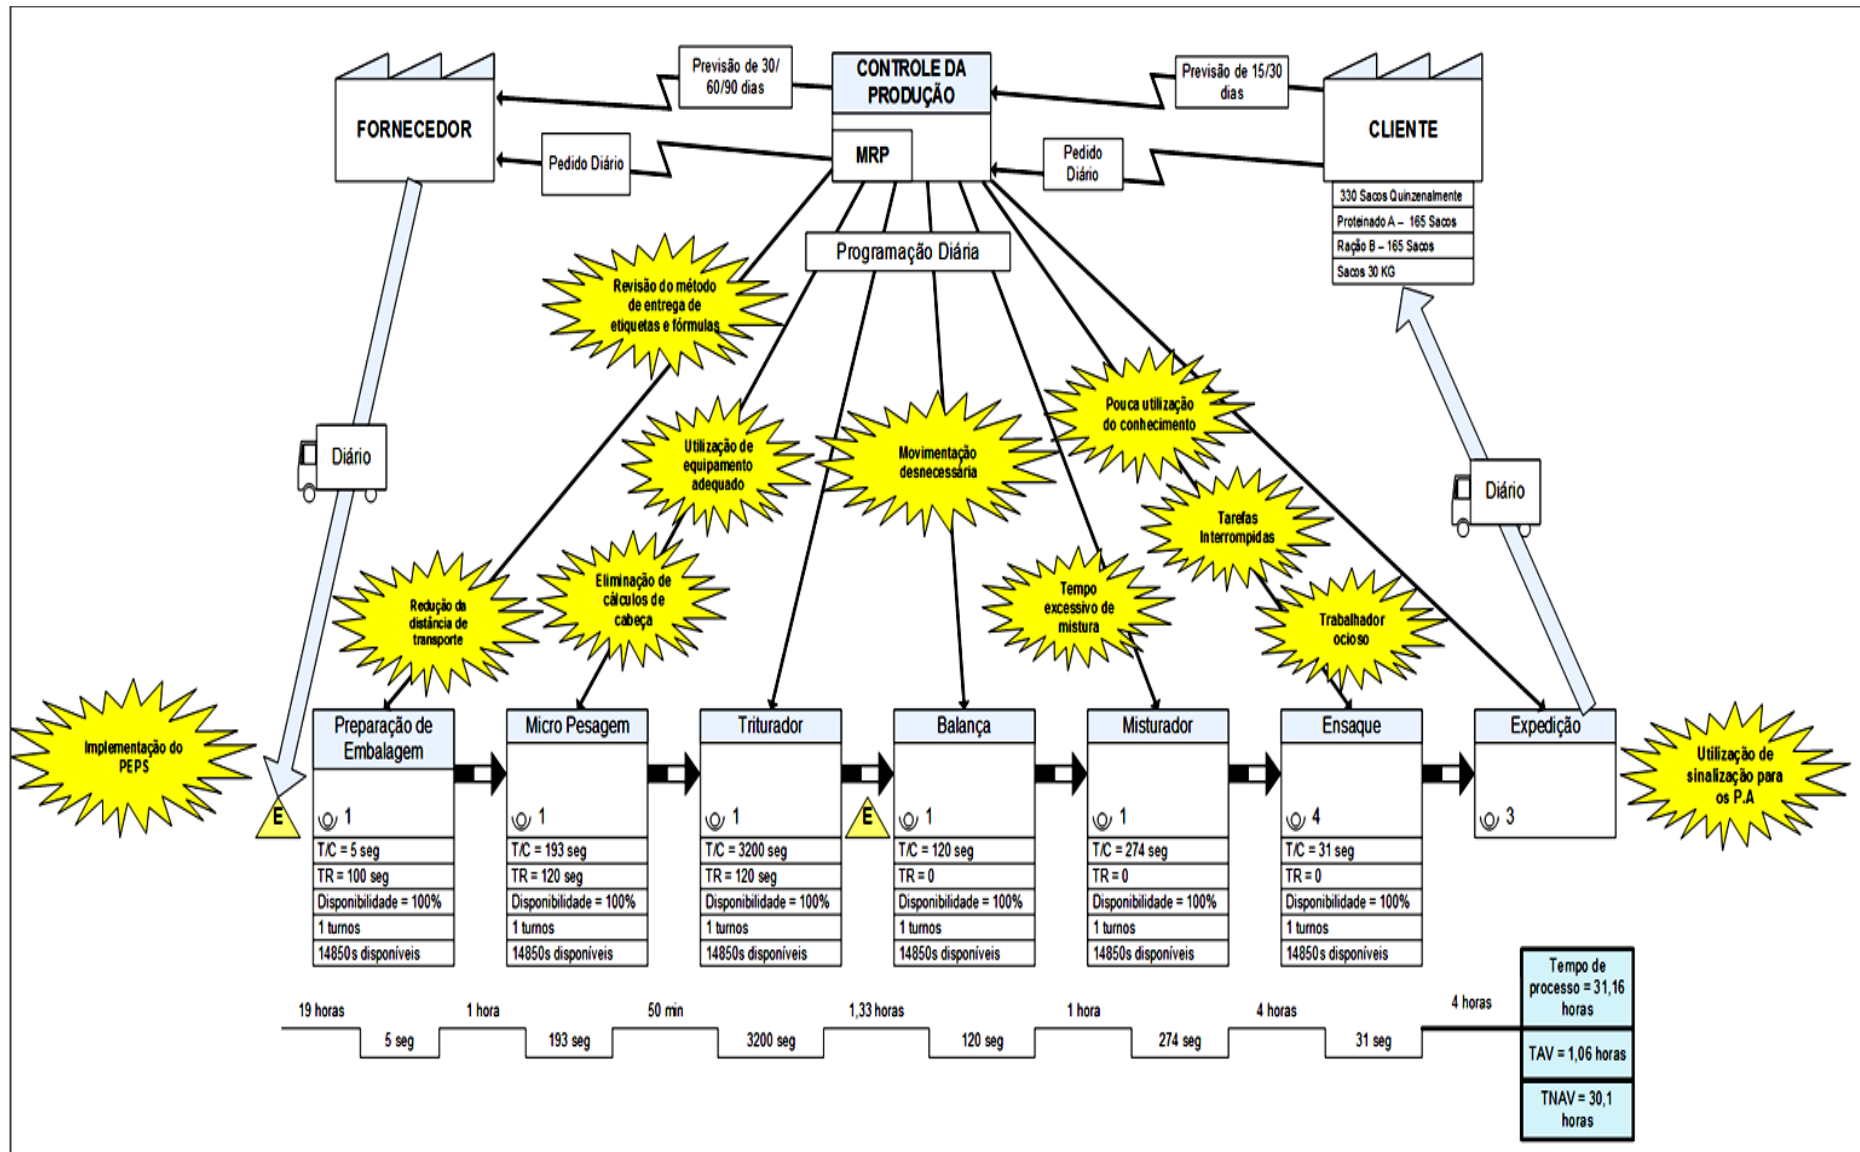 Previsão de 30/
60/90 dias
CONTROLE DA
PRODUÇÃO
Previsão de 15/30
dias
FORNECEDOR
CLIENTE
MRP
Pedido Diário
Pedido
Diário
330 Sacos Quinzenalmente
Proteinado A – 165 Sacos
Ração B – 165 Sacos
Sacos 30 KG
Programação Diária
Revisão do método
de entrega de
etiquetas e fórmulas
Pouca utilização
do conhecimento
Utilização de
equipamento
adequado
Movimentação
desnecessária
Diário
Diário
Tarefas
Interrompidas
Eliminação de
cálculos de
cabeça
Tempo
excessivo de
mistura
Redução da
distância de
transporte
Trabalhador
ocioso
Implementação do
PEPS
Utilização de
sinalização para
os P.A
E
Preparação de
Embalagem
1
T/C = 5 seg
TR = 100 seg
Disponibilidade = 100%
1 turnos
14850s disponíveis
Micro Pesagem
1
T/C = 193 seg
TR = 120 seg
Disponibilidade = 100%
1 turnos
14850s disponíveis
Triturador
1
T/C = 3200 seg
TR = 120 seg
Disponibilidade = 100%
1 turnos
14850s disponíveis
E
Balança
1
T/C = 120 seg
TR = 0
Disponibilidade = 100%
1 turnos
14850s disponíveis
Misturador
1
T/C = 274 seg
TR = 0
Disponibilidade = 100%
1 turnos
14850s disponíveis
Ensaque
4
T/C = 31 seg
TR = 0
Disponibilidade = 100%
1 turnos
14850s disponíveis
Expedição
3
19 horas
5 seg
1 hora
193 seg
50 min
3200 seg
1,33 horas
120 seg
1 hora
274 seg
4 horas
31 seg
4 horas
Tempo de
processo = 31,16
horas
TAV = 1,06 horas
TNAV = 30,1
horas